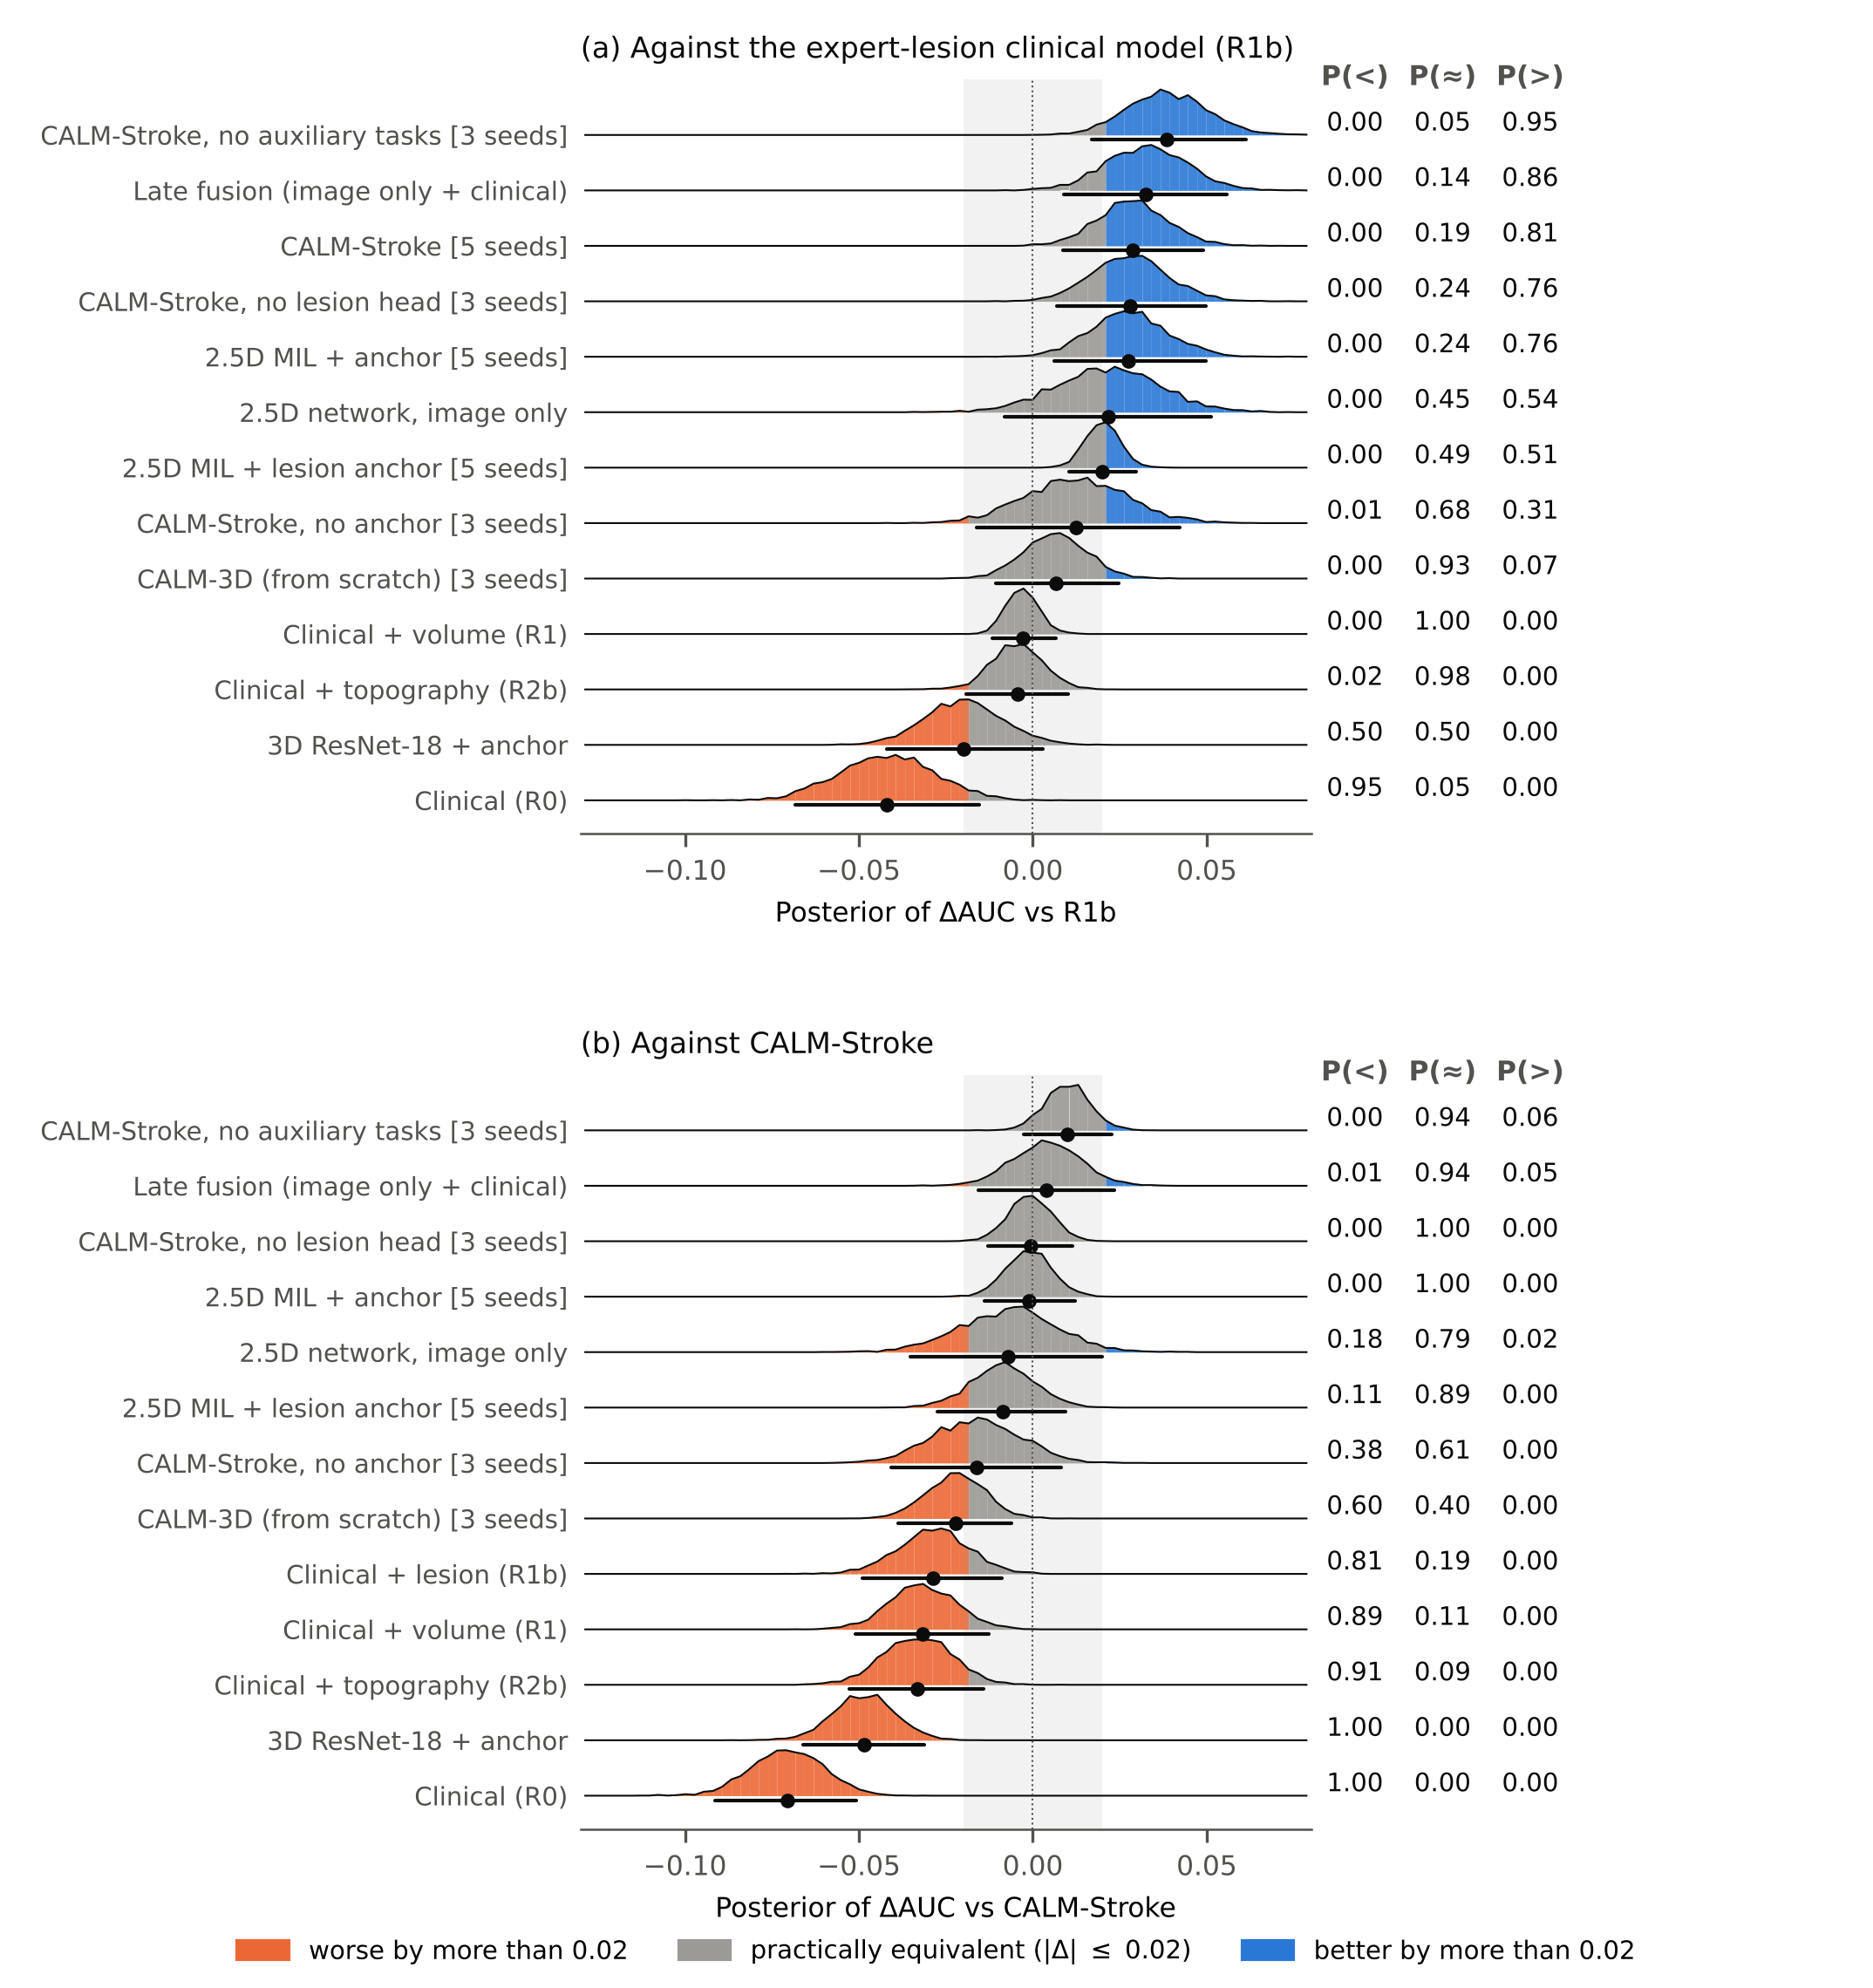 (a) Against the expert-lesion clinical model (R1b)
P(<) P(≈) P(>)
CALM-Stroke, no auxiliary tasks [3 seeds] 0.00 0.05 0.95
Late fusion (image only + clinical) 0.00 0.14 0.86
CALM-Stroke [5 seeds] 0.00 0.19 0.81
CALM-Stroke, no lesion head [3 seeds] 0.00 0.24 0.76
2.5D MIL + anchor [5 seeds] 0.00 0.24 0.76
2.5D network, image only 0.00 0.45 0.54
2.5D MIL + lesion anchor [5 seeds] 0.00 0.49 0.51
CALM-Stroke, no anchor [3 seeds] 0.01 0.68 0.31
CALM-3D (from scratch) [3 seeds] 0.00 0.93 0.07
Clinical + volume (R1) 0.00 1.00 0.00
Clinical + topography (R2b) 0.02 0.98 0.00
3D ResNet-18 + anchor 0.50 0.50 0.00
Clinical (R0) 0.95 0.05 0.00
−0.10 −0.05 0.00 0.05
Posterior of ΔAUC vs R1b
(b) Against CALM-Stroke
P(<) P(≈) P(>)
CALM-Stroke, no auxiliary tasks [3 seeds] 0.00 0.94 0.06
Late fusion (image only + clinical) 0.01 0.94 0.05
CALM-Stroke, no lesion head [3 seeds] 0.00 1.00 0.00
2.5D MIL + anchor [5 seeds] 0.00 1.00 0.00
2.5D network, image only 0.18 0.79 0.02
2.5D MIL + lesion anchor [5 seeds] 0.11 0.89 0.00
CALM-Stroke, no anchor [3 seeds] 0.38 0.61 0.00
CALM-3D (from scratch) [3 seeds] 0.60 0.40 0.00
Clinical + lesion (R1b) 0.81 0.19 0.00
Clinical + volume (R1) 0.89 0.11 0.00
Clinical + topography (R2b) 0.91 0.09 0.00
3D ResNet-18 + anchor 1.00 0.00 0.00
Clinical (R0) 1.00 0.00 0.00
−0.10 −0.05 0.00 0.05
Posterior of ΔAUC vs CALM-Stroke
worse by more than 0.02 practically equivalent (|Δ| ≤ 0.02) better by more than 0.02